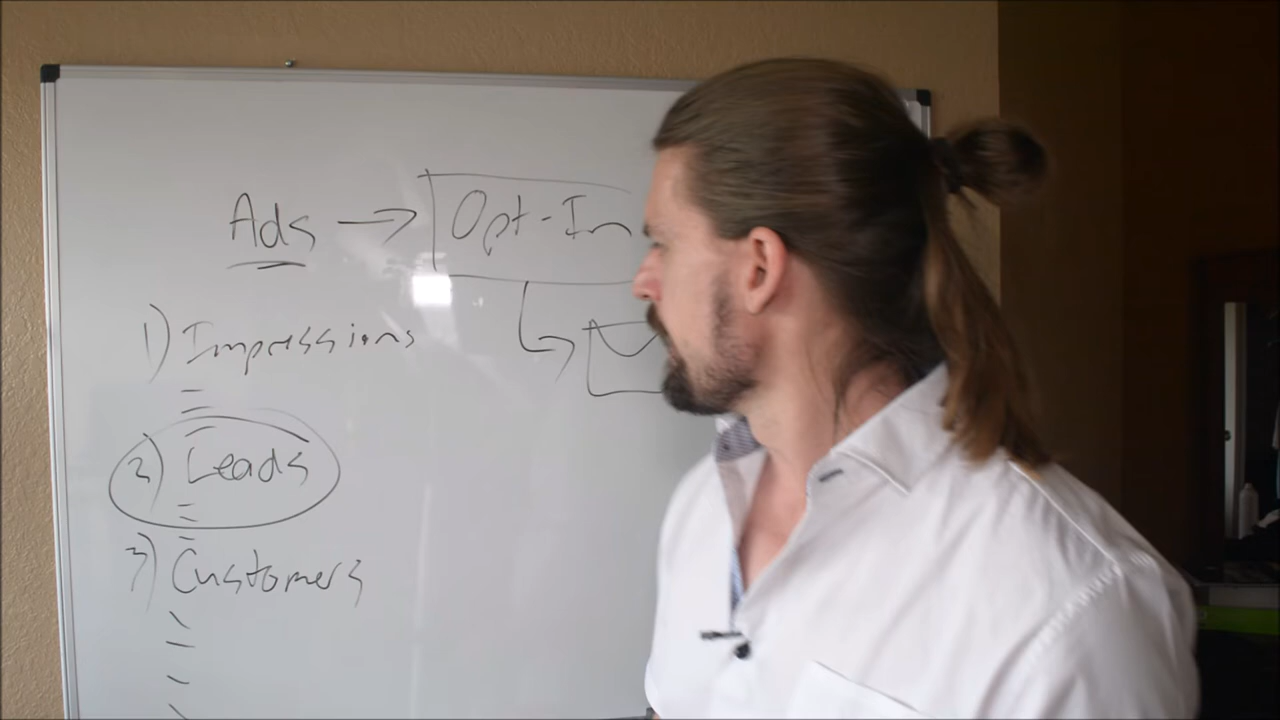 Ads → Opt-In
1) Impressions
2) Leads
3) Customers